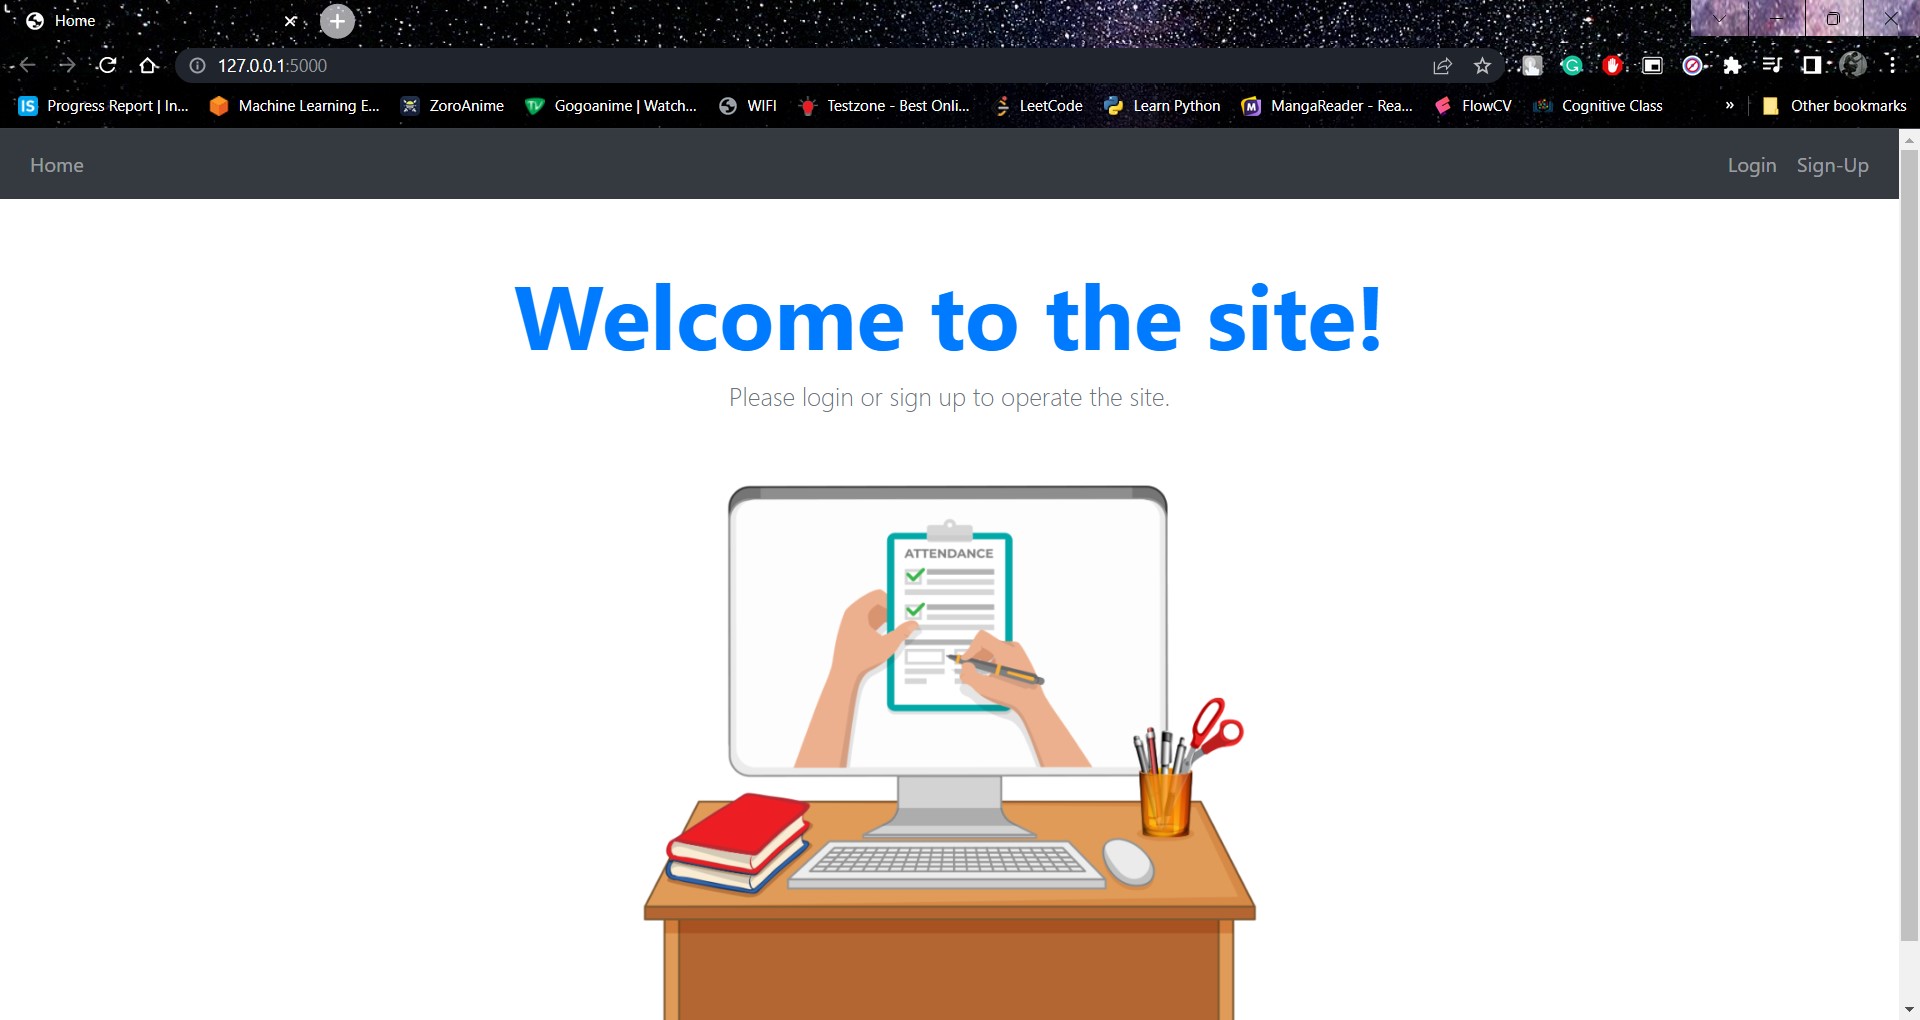 Home
127.0.0.1:5000
Progress Report | In... Machine Learning E... ZoroAnime Gogoanime | Watch... WIFI Testzone - Best Onli... LeetCode Learn Python MangaReader - Rea... FlowCV Cognitive Class » Other bookmarks
Home Login Sign-Up
Welcome to the site!
Please login or sign up to operate the site.
ATTENDANCE